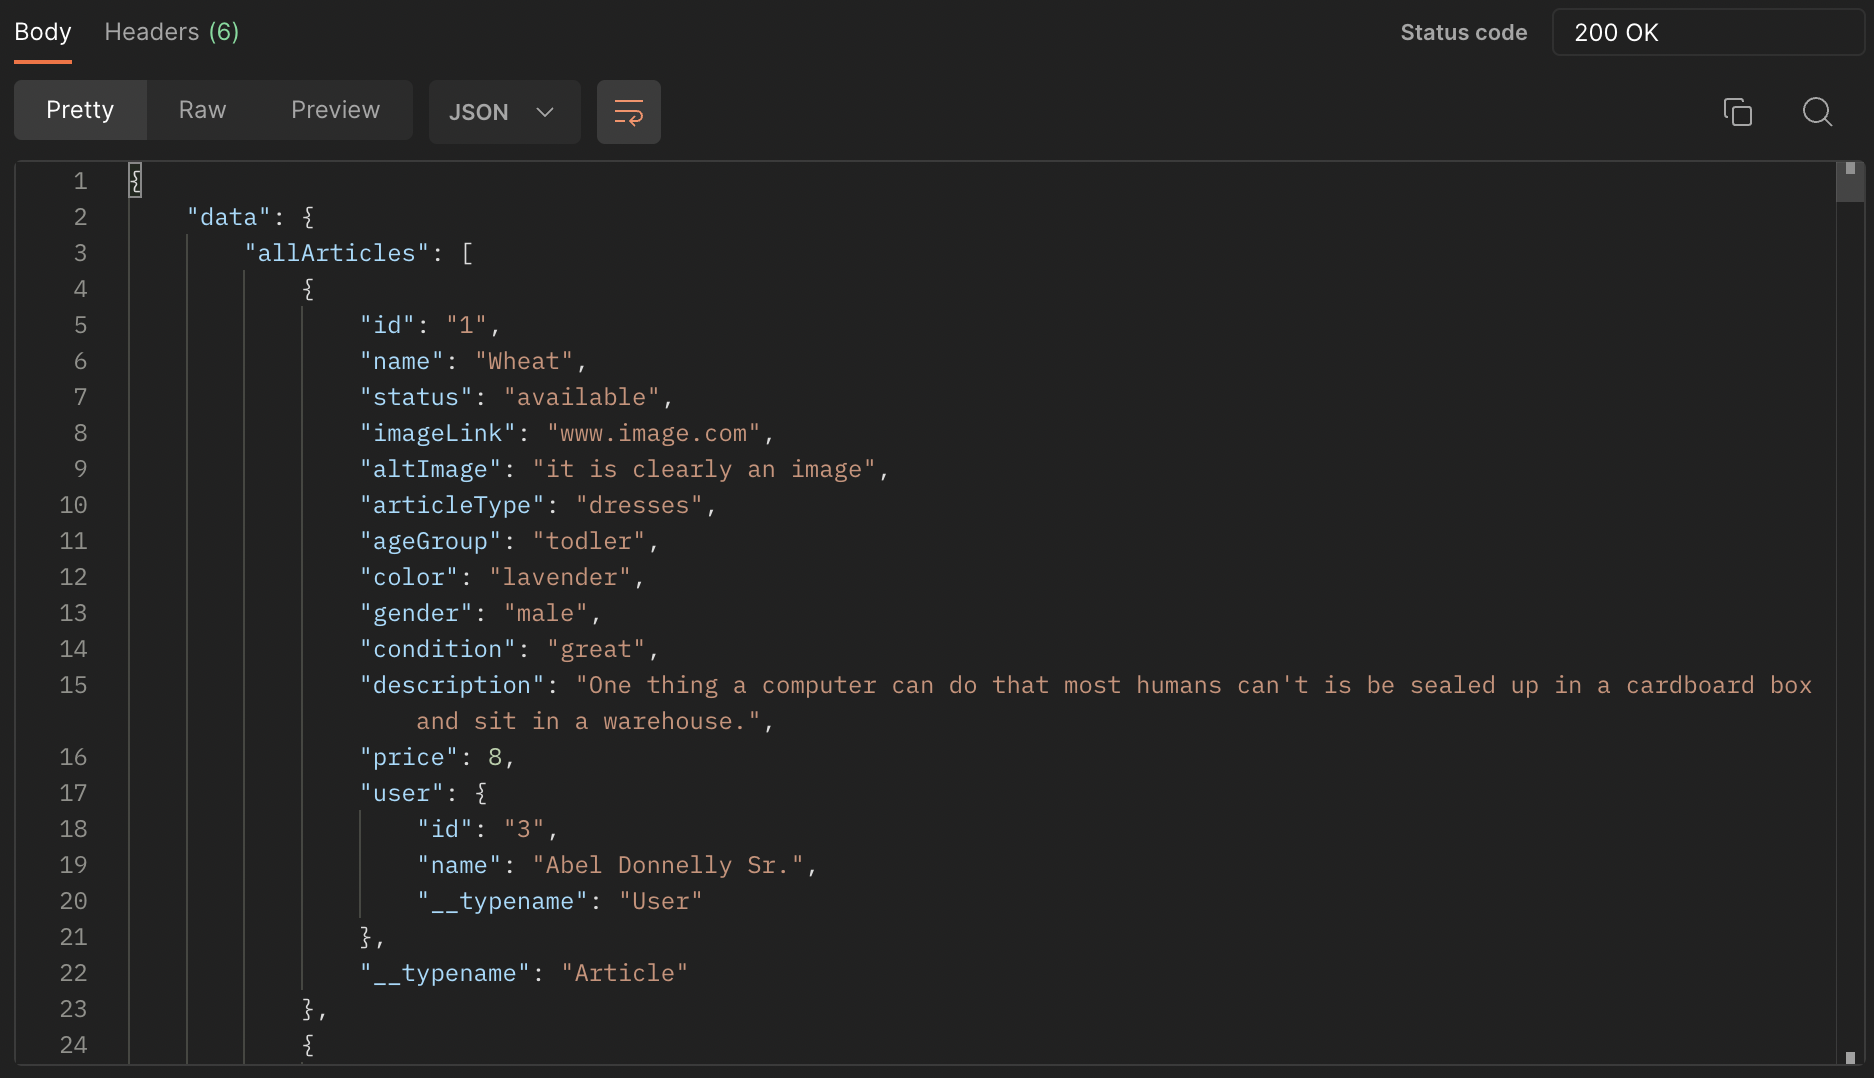 Body Headers (6) Status code 200 OK
Pretty Raw Preview JSON
1 {
2 "data": {
3 "allArticles": [
4 {
5 "id": "1",
6 "name": "Wheat",
7 "status": "available",
8 "imageLink": "www.image.com",
9 "altImage": "it is clearly an image",
10 "articleType": "dresses",
11 "ageGroup": "todler",
12 "color": "lavender",
13 "gender": "male",
14 "condition": "great",
15 "description": "One thing a computer can do that most humans can't is be sealed up in a cardboard box
and sit in a warehouse.",
16 "price": 8,
17 "user": {
18 "id": "3",
19 "name": "Abel Donnelly Sr.",
20 "__typename": "User"
21 },
22 "__typename": "Article"
23 },
24 {